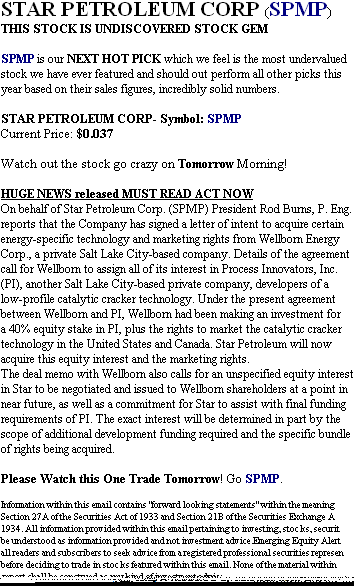 STAR PETROLEUM CORP (SPMP)
THIS STOCK IS UNDISCOVERED STOCK GEM
SPMP is our NEXT HOT PICK which we feel is the most undervalued
stock we have ever featured and should out perform all other picks this
year based on their sales figures, incredibly solid numbers.
STAR PETROLEUM CORP- Symbol: SPMP
Current Price: $0.037
Watch out the stock go crazy on Tomorrow Morning!
HUGE NEWS released MUST READ ACT NOW
On behalf of Star Petroleum Corp. (SPMP) President Rod Burns, P. Eng.
reports that the Company has signed a letter of intent to acquire certain
energy-specific technology and marketing rights from Wellborn Energy
Corp., a private Salt Lake City-based company. Details of the agreement
call for Wellborn to assign all of its interest in Process Innovators, Inc.
(PI), another Salt Lake City-based private company, developers of a
low-profile catalytic cracker technology. Under the present agreement
between Wellborn and PI, Wellborn had been making an investment for
a 40% equity stake in PI, plus the rights to market the catalytic cracker
technology in the United States and Canada. Star Petroleum will now
acquire this equity interest and the marketing rights.
The deal memo with Wellborn also calls for an unspecified equity interest
in Star to be negotiated and issued to Wellborn shareholders at a point in
near future, as well as a commitment for Star to assist with final funding
requirements of PI. The exact interest will be determined in part by the
scope of additional development funding required and the specific bundle
of rights being acquired.
Please Watch this One Trade Tomorrow! Go SPMP.
Information within this email contains "forward looking statements" within the meaning
Section 27A of the Securities Act of 1933 and Section 21B of the Securities Exchange A
1934. All information provided within this email pertaining to investing, stocks, securit
be understood as information provided and not investment advice. Emerging Equity Alert
all readers and subscribers to seek advice from a registered professional securities represen
before deciding to trade in stocks featured within this email. None of the material within